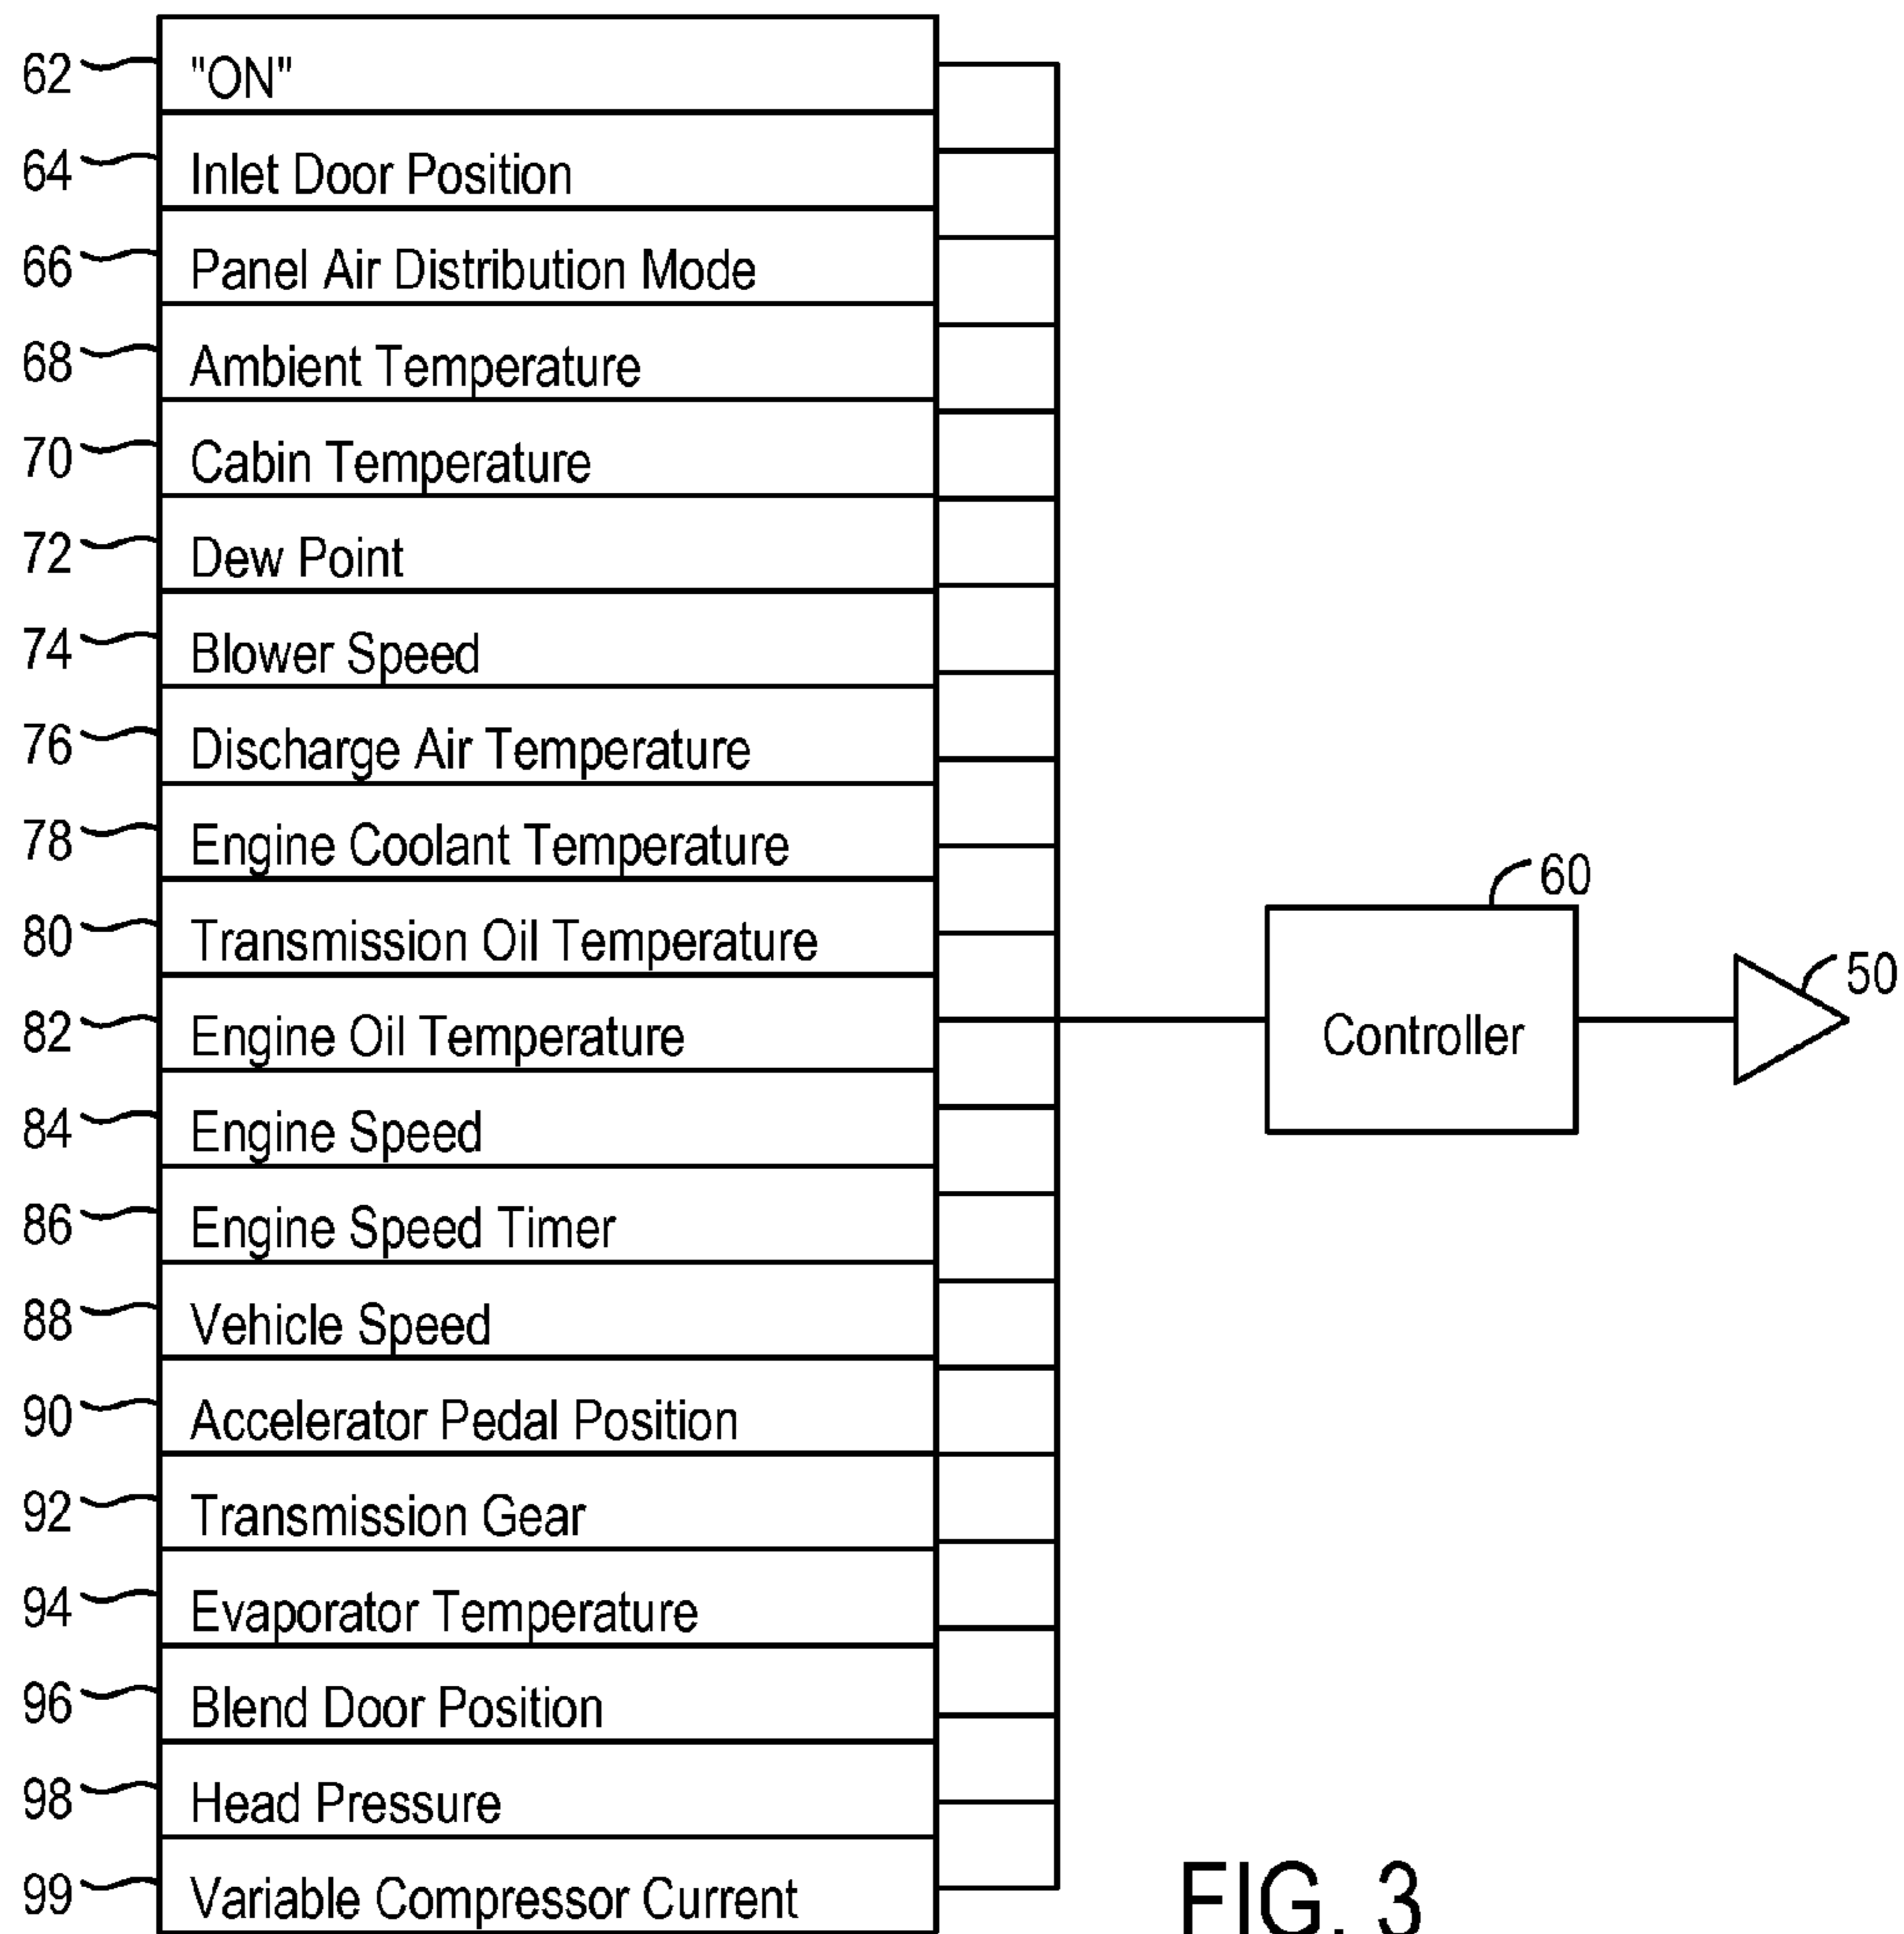 62 "ON"
64 Inlet Door Position
66 Panel Air Distribution Mode
68 Ambient Temperature
70 Cabin Temperature
72 Dew Point
74 Blower Speed
76 Discharge Air Temperature
78 Engine Coolant Temperature
80 Transmission Oil Temperature
82 Engine Oil Temperature
84 Engine Speed
86 Engine Speed Timer
88 Vehicle Speed
90 Accelerator Pedal Position
92 Transmission Gear
94 Evaporator Temperature
96 Blend Door Position
98 Head Pressure
99 Variable Compressor Current
60
Controller
50
FIG. 3